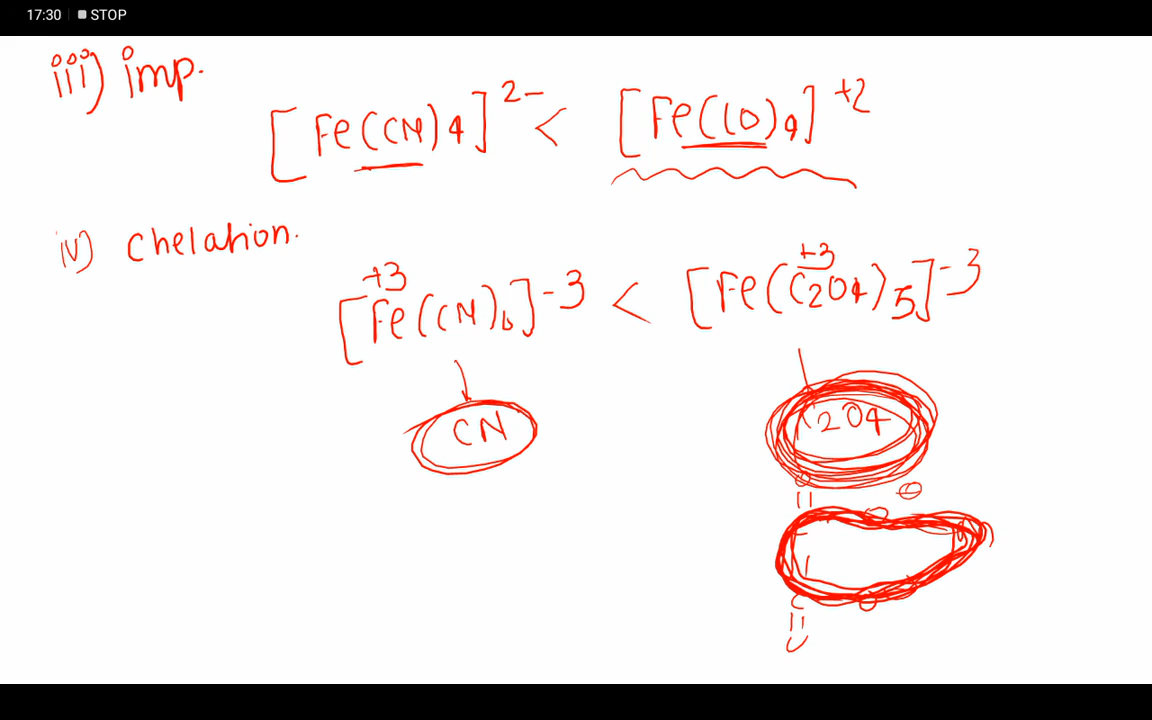 17:30 STOP
iii) imp.
[Fe(CN)4]2- < [Fe(CO)4]+2
iv) Chelation.
+3 +3
[Fe(CN)6]-3 < [Fe(C2O4)5]-3
CN C2O4